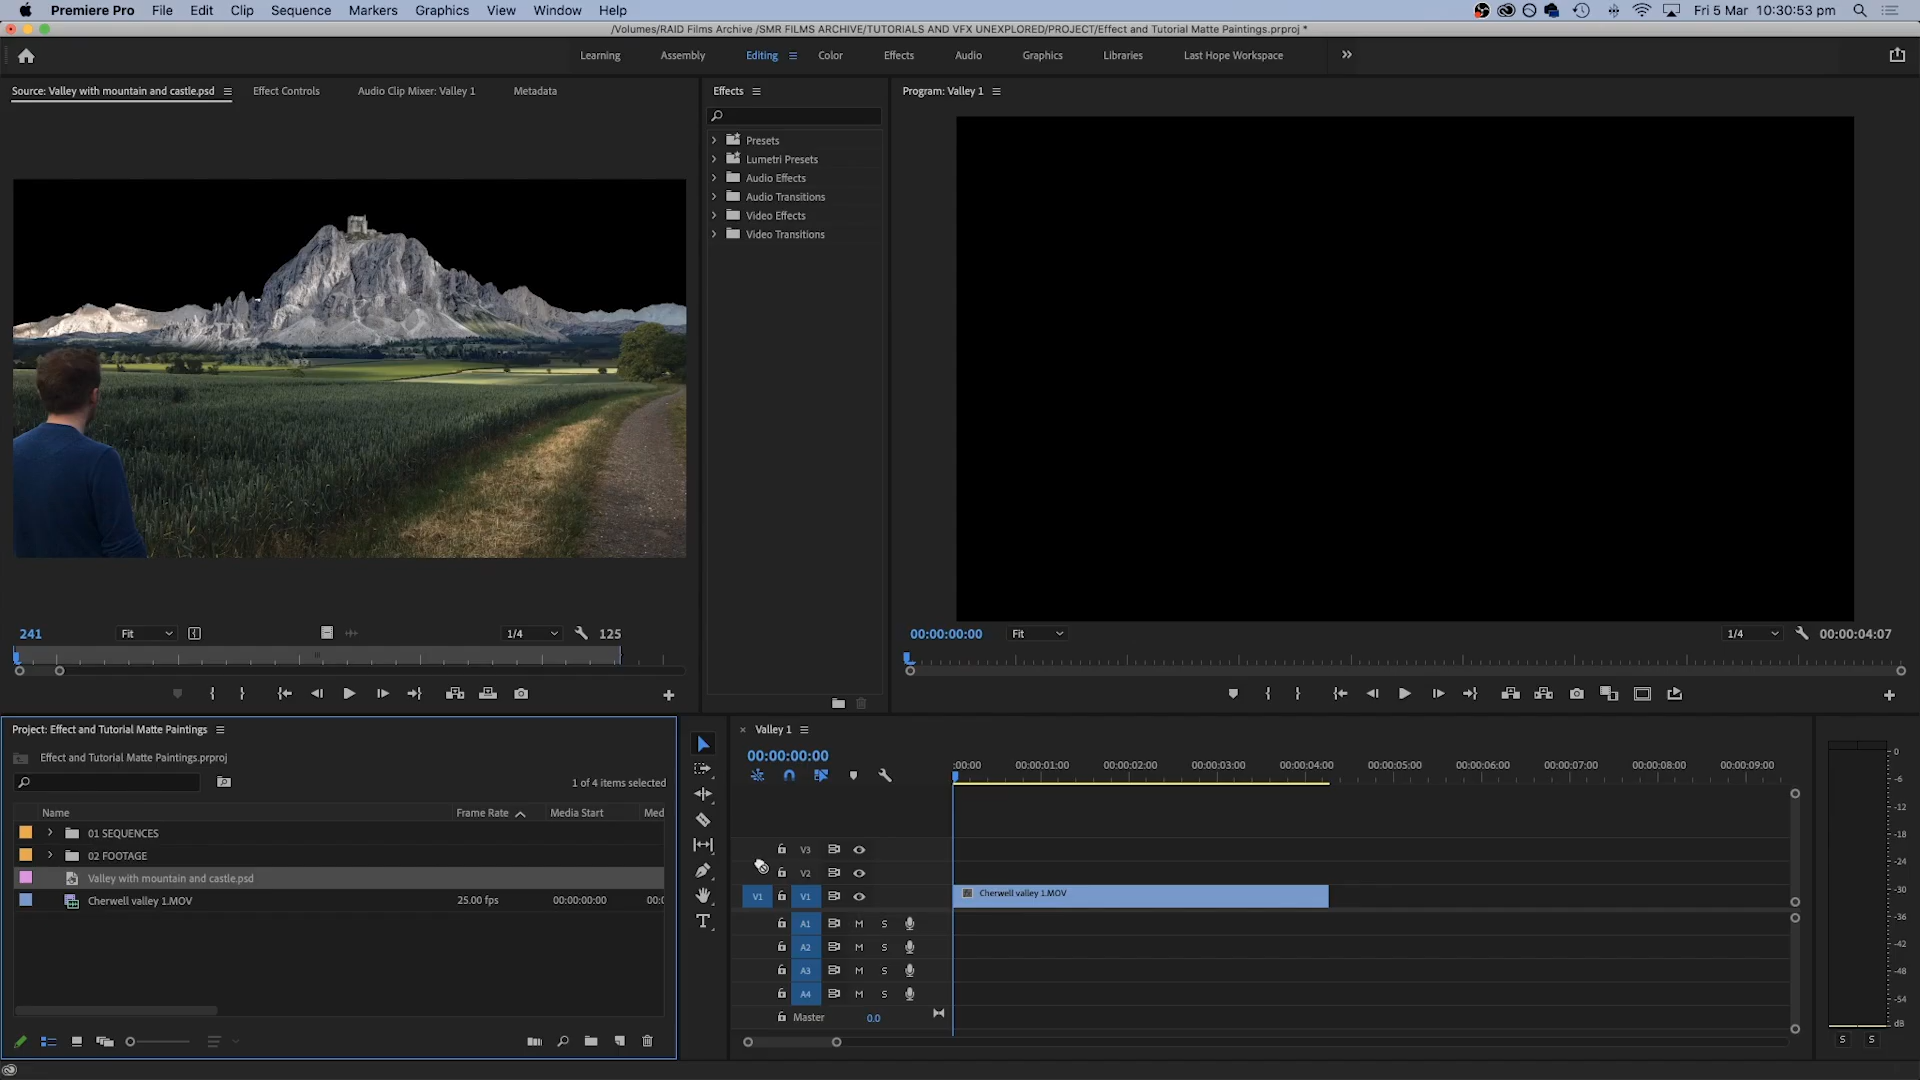 Premiere Pro File Edit Clip Sequence Markers Graphics View Window Help Fri 5 Mar 10:30:53 pm
/Volumes/RAID Films Archive /SMR FILMS ARCHIVE/TUTORIALS AND VFX UNEXPLORED/PROJECT/Effect and Tutorial Matte Paintings.prproj *
Learning Assembly Editing Color Effects Audio Graphics Libraries Last Hope Workspace
Source: Valley with mountain and castle.psd Effect Controls Audio Clip Mixer: Valley 1 Metadata
Effects
Program: Valley 1
Presets
Lumetri Presets
Audio Effects
Audio Transitions
Video Effects
Video Transitions
241 Fit 1/4 125
00:00:00:00 Fit 1/4 00:00:04:07
Project: Effect and Tutorial Matte Paintings
Effect and Tutorial Matte Paintings.prproj
1 of 4 items selected
Name Frame Rate Media Start Med
01 SEQUENCES
02 FOOTAGE
Valley with mountain and castle.psd
Cherwell valley 1.MOV 25.00 fps 00:00:00:00 00:0
× Valley 1
00:00:00:00
:00:00 00:00:01:00 00:00:02:00 00:00:03:00 00:00:04:00 00:00:05:00 00:00:06:00 00:00:07:00 00:00:08:00 00:00:09:00
V3
V2
V1 V1 Cherwell valley 1.MOV
A1 M S
A2 M S
A3 M S
A4 M S
Master 0.0
0
-6
-12
-18
-24
-30
-36
-42
-48
-54
dB
S S